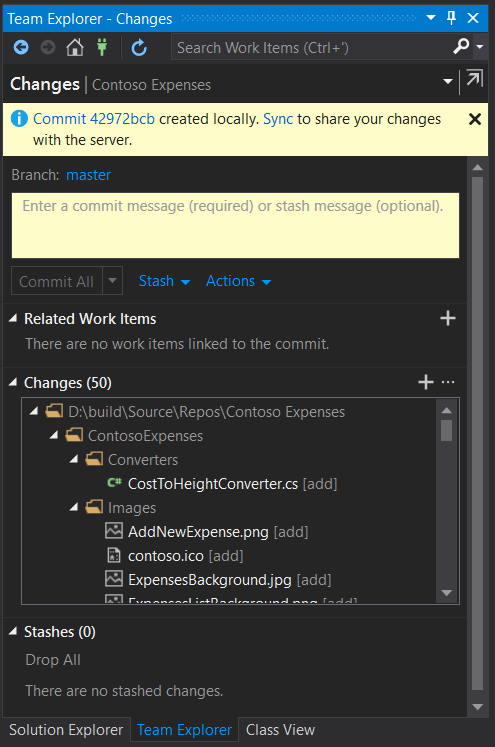 Team Explorer - Changes
Search Work Items (Ctrl+')
Changes | Contoso Expenses
Commit 42972bcb created locally. Sync to share your changes
with the server.
Branch: master
Enter a commit message (required) or stash message (optional).
Commit All
Stash
Actions
Related Work Items
There are no work items linked to the commit.
Changes (50)
D:\build\Source\Repos\Contoso Expenses
ContosoExpenses
Converters
C# CostToHeightConverter.cs [add]
Images
AddNewExpense.png [add]
contoso.ico [add]
ExpensesBackground.jpg [add]
ExpensesListBackground.png [add]
Stashes (0)
Drop All
There are no stashed changes.
Solution Explorer Team Explorer Class View